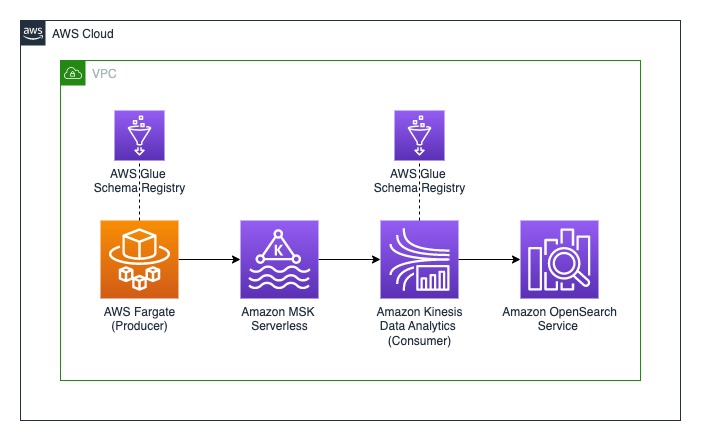 aws
AWS Cloud
VPC
AWS Glue
Schema Registry
AWS Glue
Schema Registry
K
AWS Fargate
(Producer)
Amazon MSK
Serverless
Amazon Kinesis
Data Analytics
(Consumer)
Amazon OpenSearch
Service